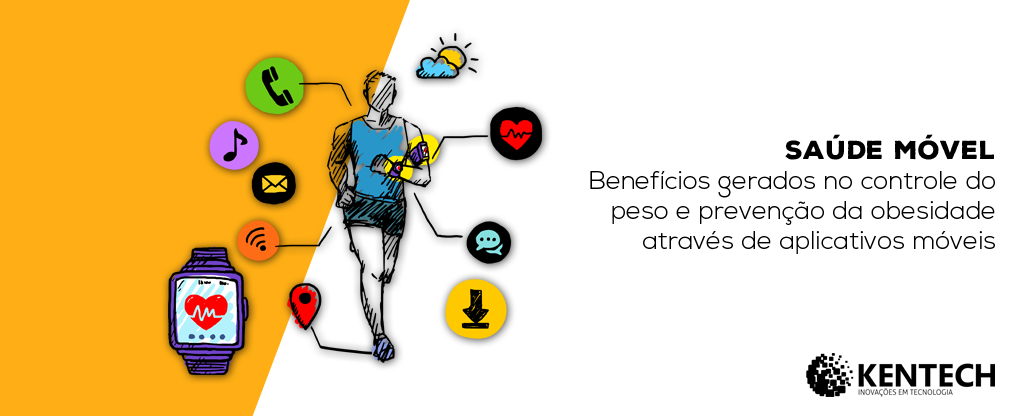 SAÚDE MÓVEL
Benefícios gerados no controle do
peso e prevenção da obesidade
através de aplicativos móveis
KENTECH
INOVAÇÕES EM TECNOLOGIA